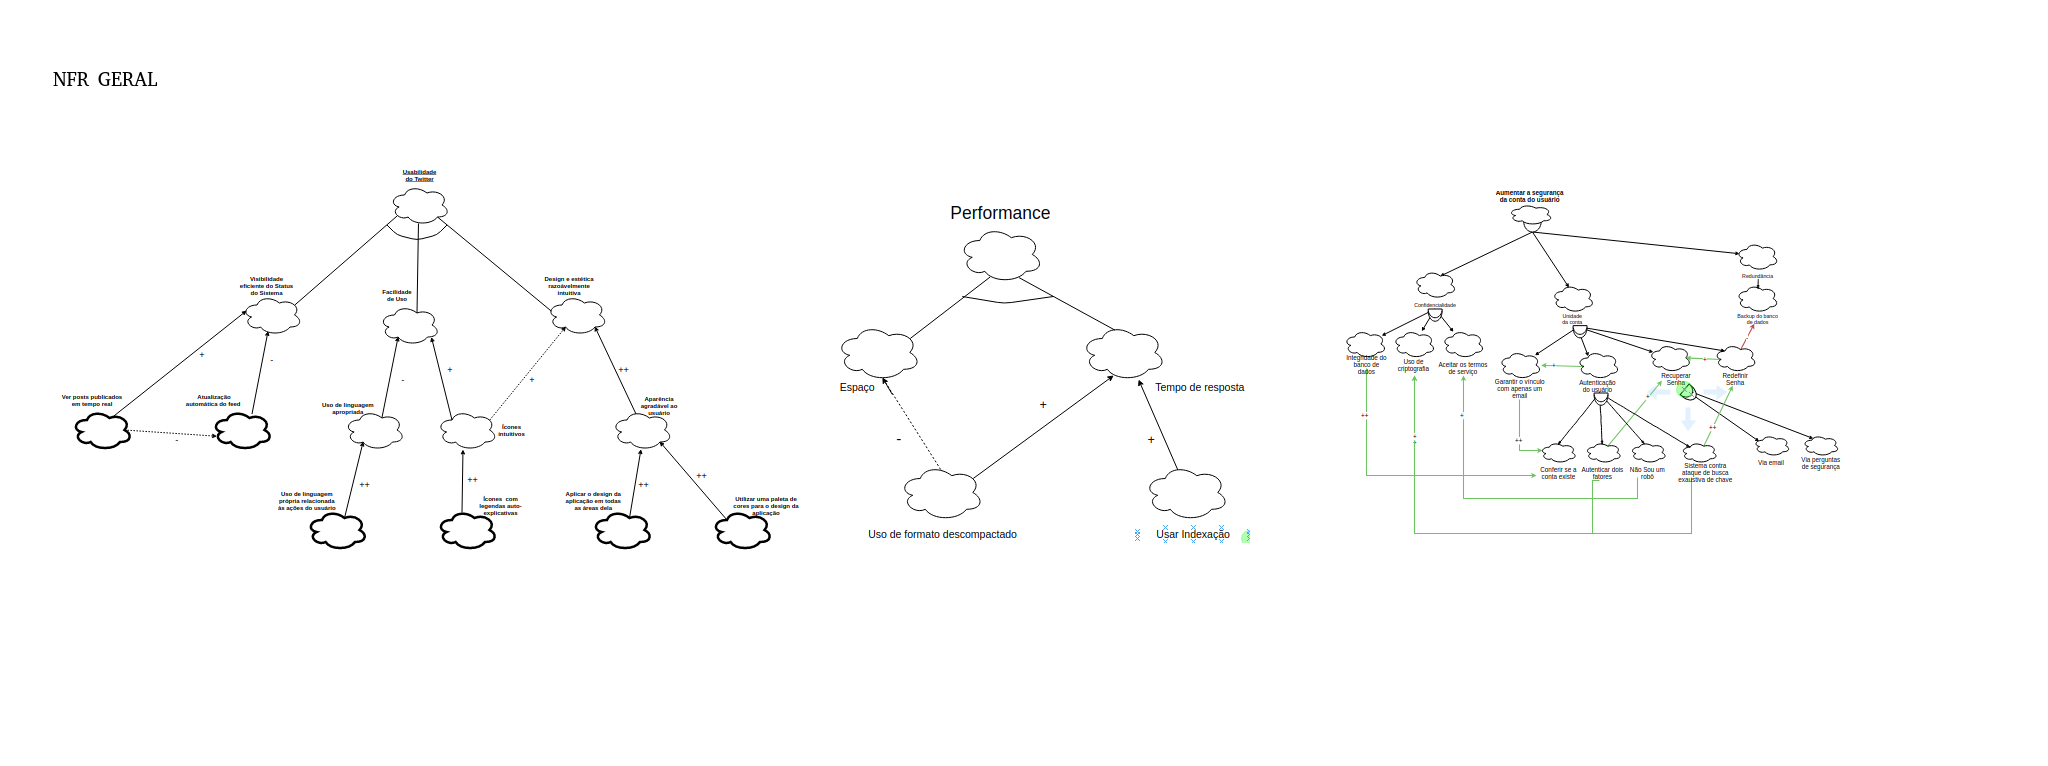 NFR GERAL
Usabilidade
do Twitter
Visibilidade
eficiente do Status
do Sistema
Facilidade
de Uso
Design e estética
razoávelmente
intuitiva
+
-
-
+
+
++
Ver posts publicados
em tempo real
Atualização
automática do feed
-
Uso de linguagem
apropriada
Ícones
intuitivos
Aparência
agradável ao
usuário
++
++
++
++
Uso de linguagem
própria relacionada
às ações do usuário
Ícones com
legendas auto-
explicativas
Aplicar o design da
aplicação em todas
as áreas dela
Utilizar uma paleta de
cores para o design da
aplicação
Performance
Espaço
Tempo de resposta
-
+
+
Uso de formato descompactado
Usar Indexação
Aumentar a segurança
da conta do usuário
Redundância
Confidencialidade
Unidade
da conta
Backup do banco
de dados
-
Integridade do
banco de
dados
Uso de
criptografia
Aceitar os termos
de serviço
Garantir o vínculo
com apenas um
email
+
Autenticação
do usuário
Recuperar
Senha
+
Redefinir
Senha
++
+
+
+
++
+
++
Conferir se a
conta existe
Autenticar dois
fatores
Não Sou um
robô
Sistema contra
ataque de busca
exaustiva de chave
Via email
Via perguntas
de segurança